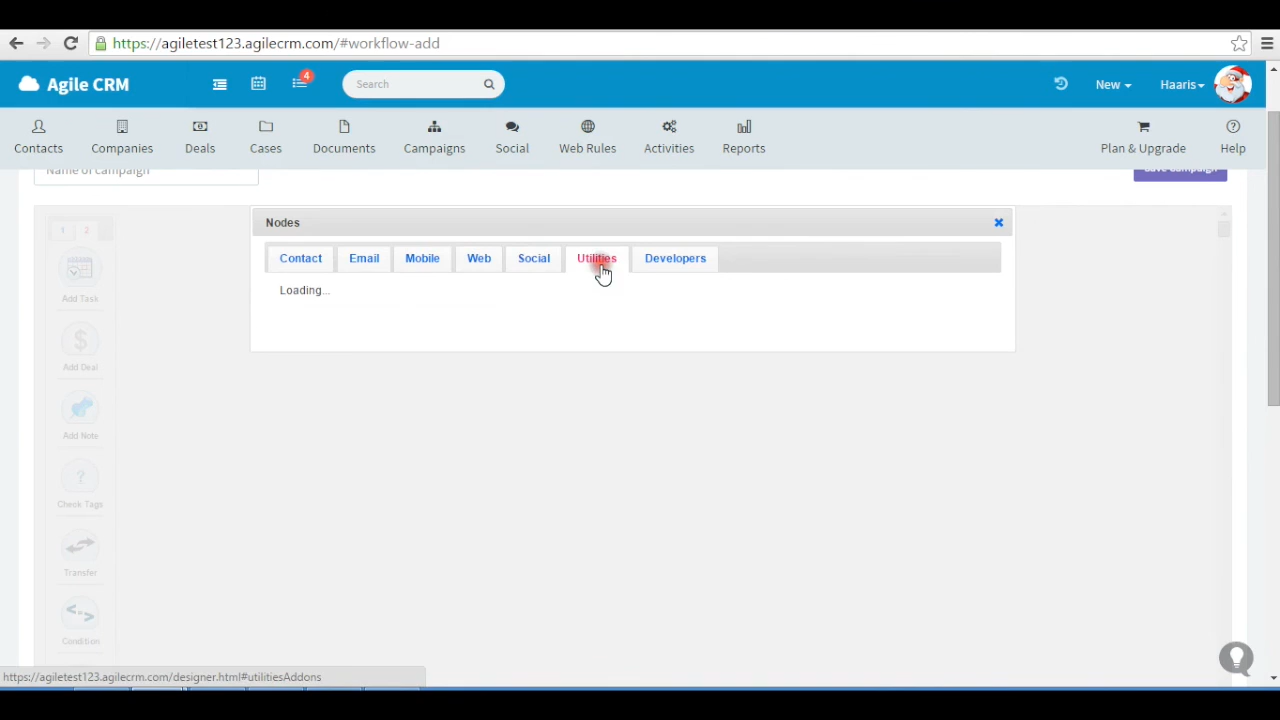 https://agiletest123.agilecrm.com/#workflow-add
Agile CRM
4
Search
New
Haaris
Contacts
Companies
Deals
Cases
Documents
Campaigns
Social
Web Rules
Activities
Reports
Plan & Upgrade
Help
Name of campaign
Save Campaign
1
2
Nodes
Contact
Email
Mobile
Web
Social
Utilities
Developers
Loading...
Add Task
Add Deal
Add Note
Check Tags
Transfer
Condition
https://agiletest123.agilecrm.com/designer.html#utilitiesAddons